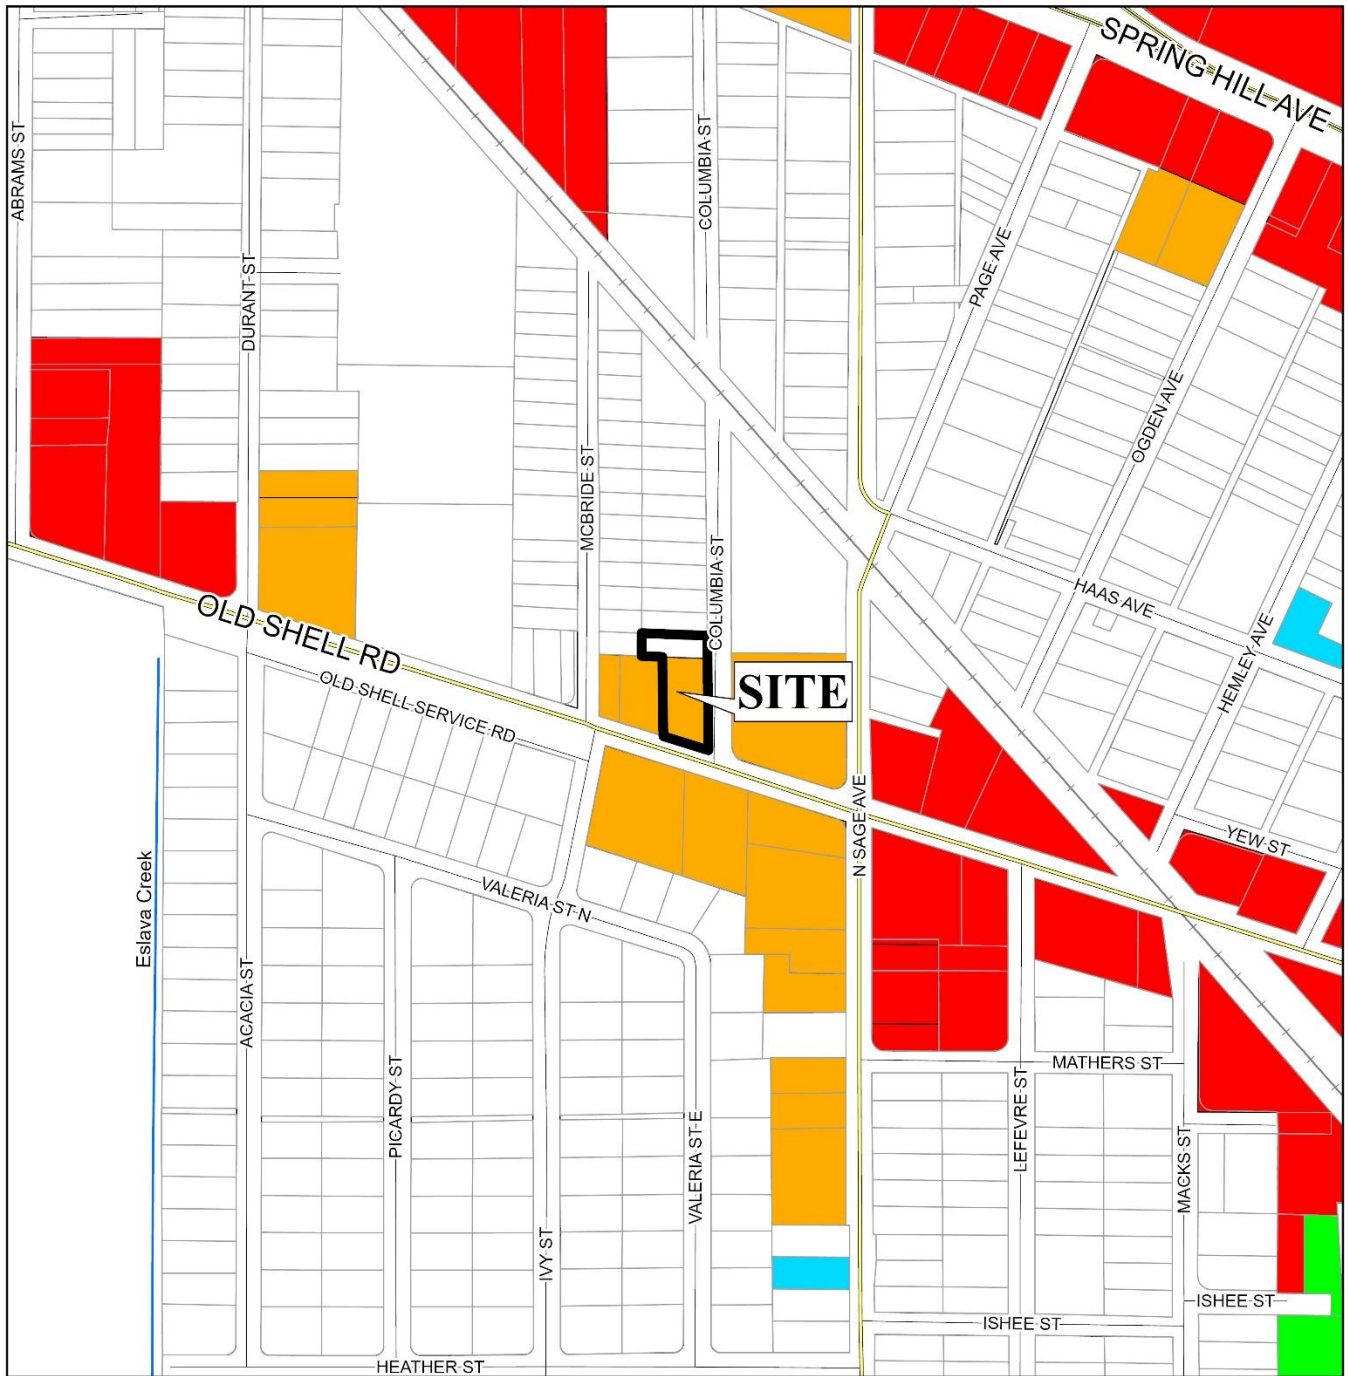 SPRING HILL AVE
ABRAMS ST
COLUMBIA ST
DURANT ST
PAGE AVE
OGDEN AVE
MCBRIDE ST
COLUMBIA ST
HAAS AVE
OLD SHELL RD
HEMLEY AVE
OLD SHELL SERVICE RD
SITE
N SAGE AVE
YEW ST
VALERIA ST N
Eslava Creek
ACACIA ST
PICARDY ST
MATHERS ST
LEFEVRE ST
VALERIA ST E
MACKS ST
IVY ST
ISHEE ST
ISHEE ST
HEATHER ST